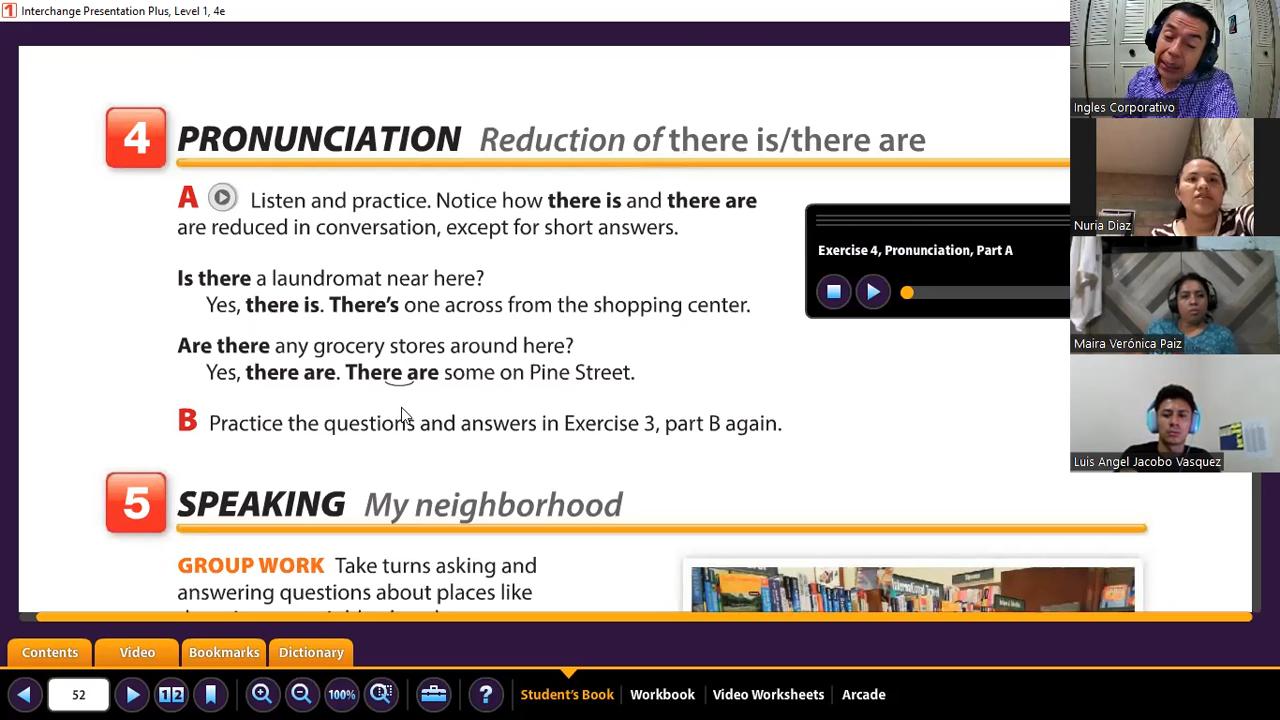 Interchange Presentation Plus, Level 1, 4e
4 PRONUNCIATION Reduction of there is/there are
A Listen and practice. Notice how there is and there are
are reduced in conversation, except for short answers.
Is there a laundromat near here?
Yes, there is. There's one across from the shopping center.
Are there any grocery stores around here?
Yes, there are. There are some on Pine Street.
B Practice the questions and answers in Exercise 3, part B again.
Exercise 4, Pronunciation, Part A
5 SPEAKING My neighborhood
GROUP WORK Take turns asking and
answering questions about places like
Ingles Corporativo
Nuria Diaz
Maira Verónica Paiz
Luis Angel Jacobo Vasquez
Contents Video Bookmarks Dictionary
52 1 2 100% ? Student's Book Workbook Video Worksheets Arcade